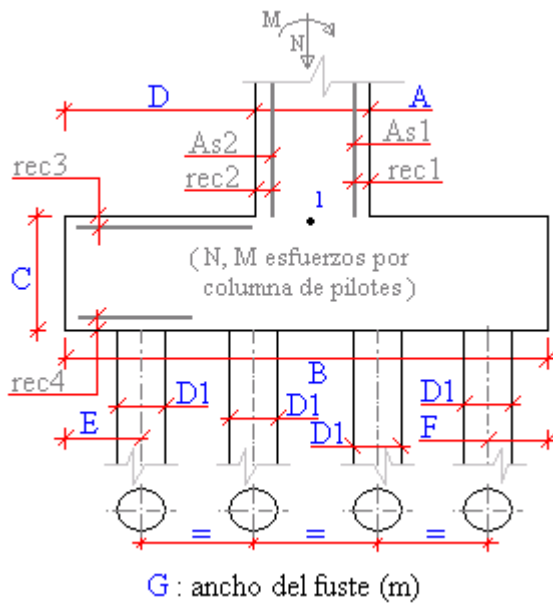 M
N
D
A
As2
As1
rec3
rec2
rec1
1
C
( N, M esfuerzos por
columna de pilotes )
rec4
B
D1
D1
D1
D1
E
F
=
=
=
G : ancho del fuste (m)